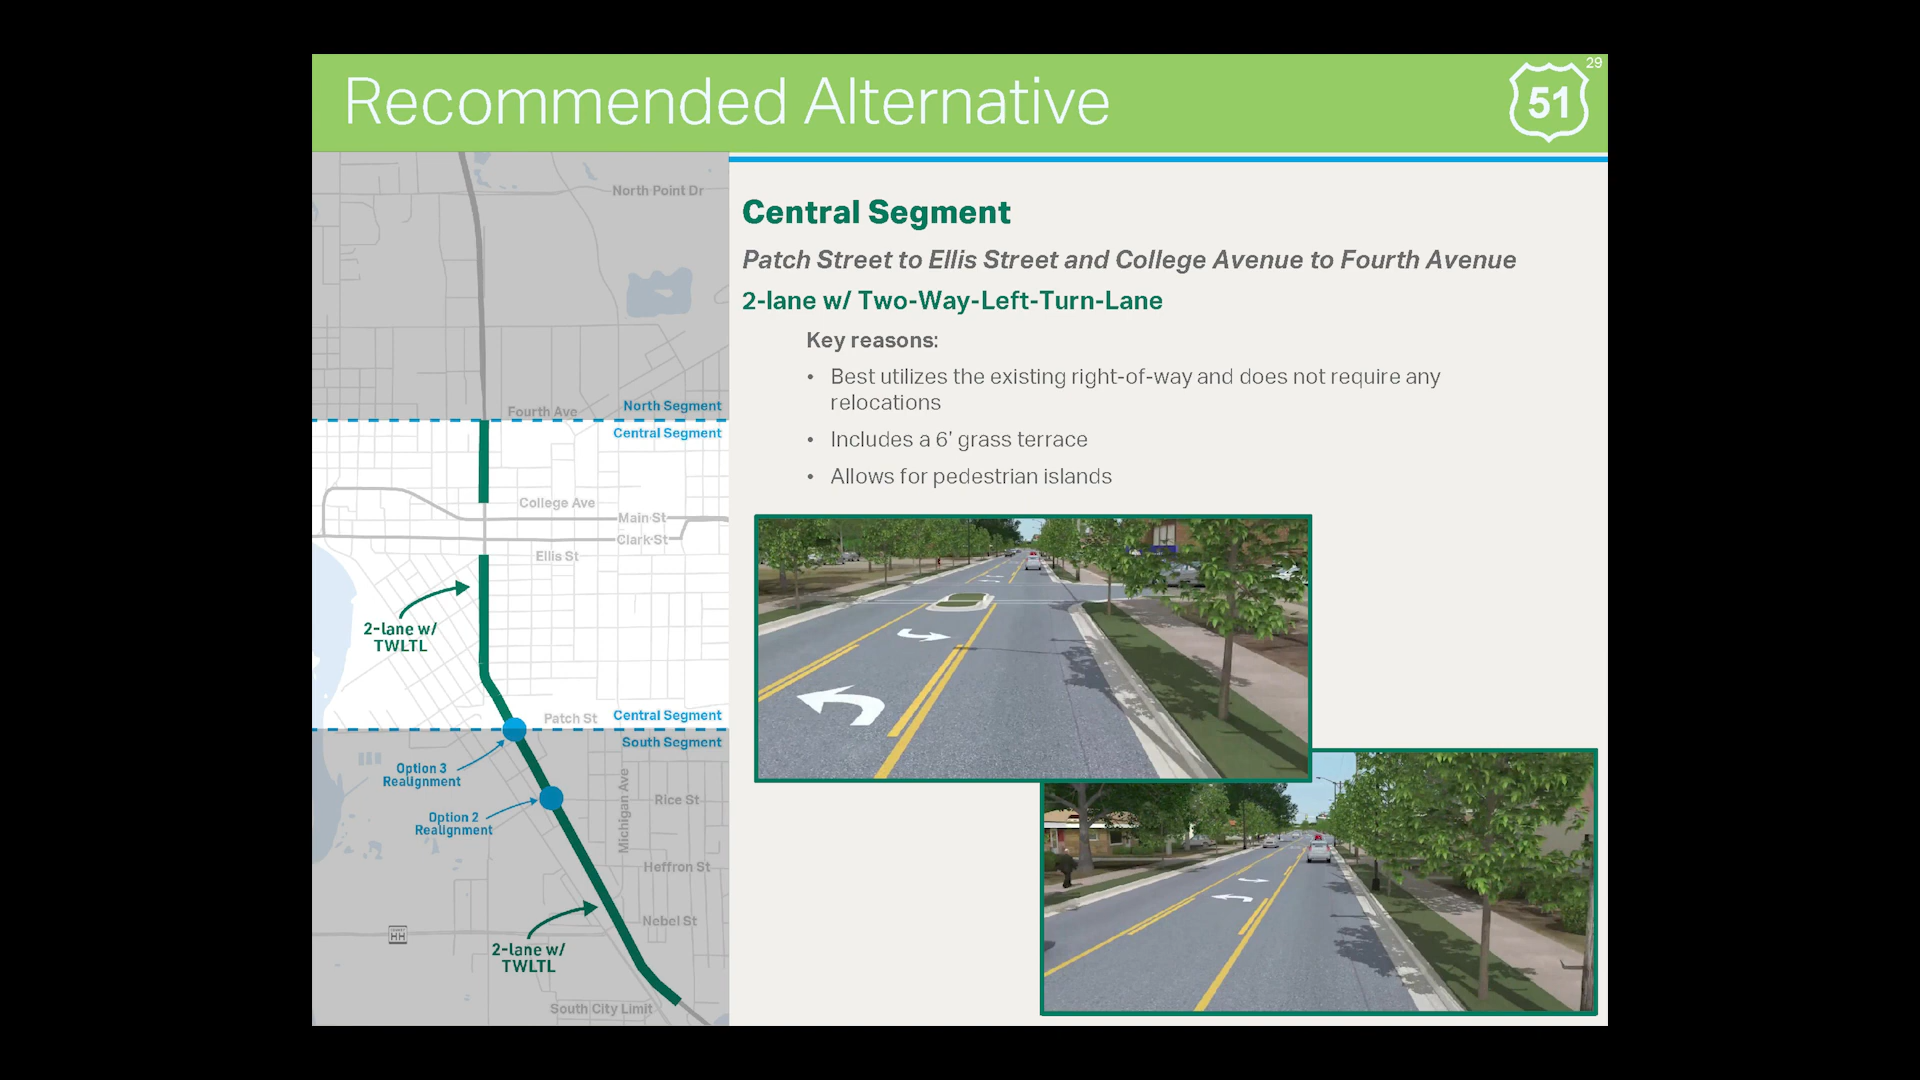 Recommended Alternative
29
51
Central Segment
Patch Street to Ellis Street and College Avenue to Fourth Avenue
2-lane w/ Two-Way-Left-Turn-Lane
Key reasons:
• Best utilizes the existing right-of-way and does not require any
relocations
• Includes a 6' grass terrace
• Allows for pedestrian islands
North Point Dr
Fourth Ave
North Segment
Central Segment
College Ave
Main St
Clark St
Ellis St
2-lane w/
TWLTL
Patch St
Central Segment
South Segment
Option 3
Realignment
Option 2
Realignment
Michigan Ave
Rice St
Heffron St
Nebel St
HH
2-lane w/
TWLTL
South City Limit